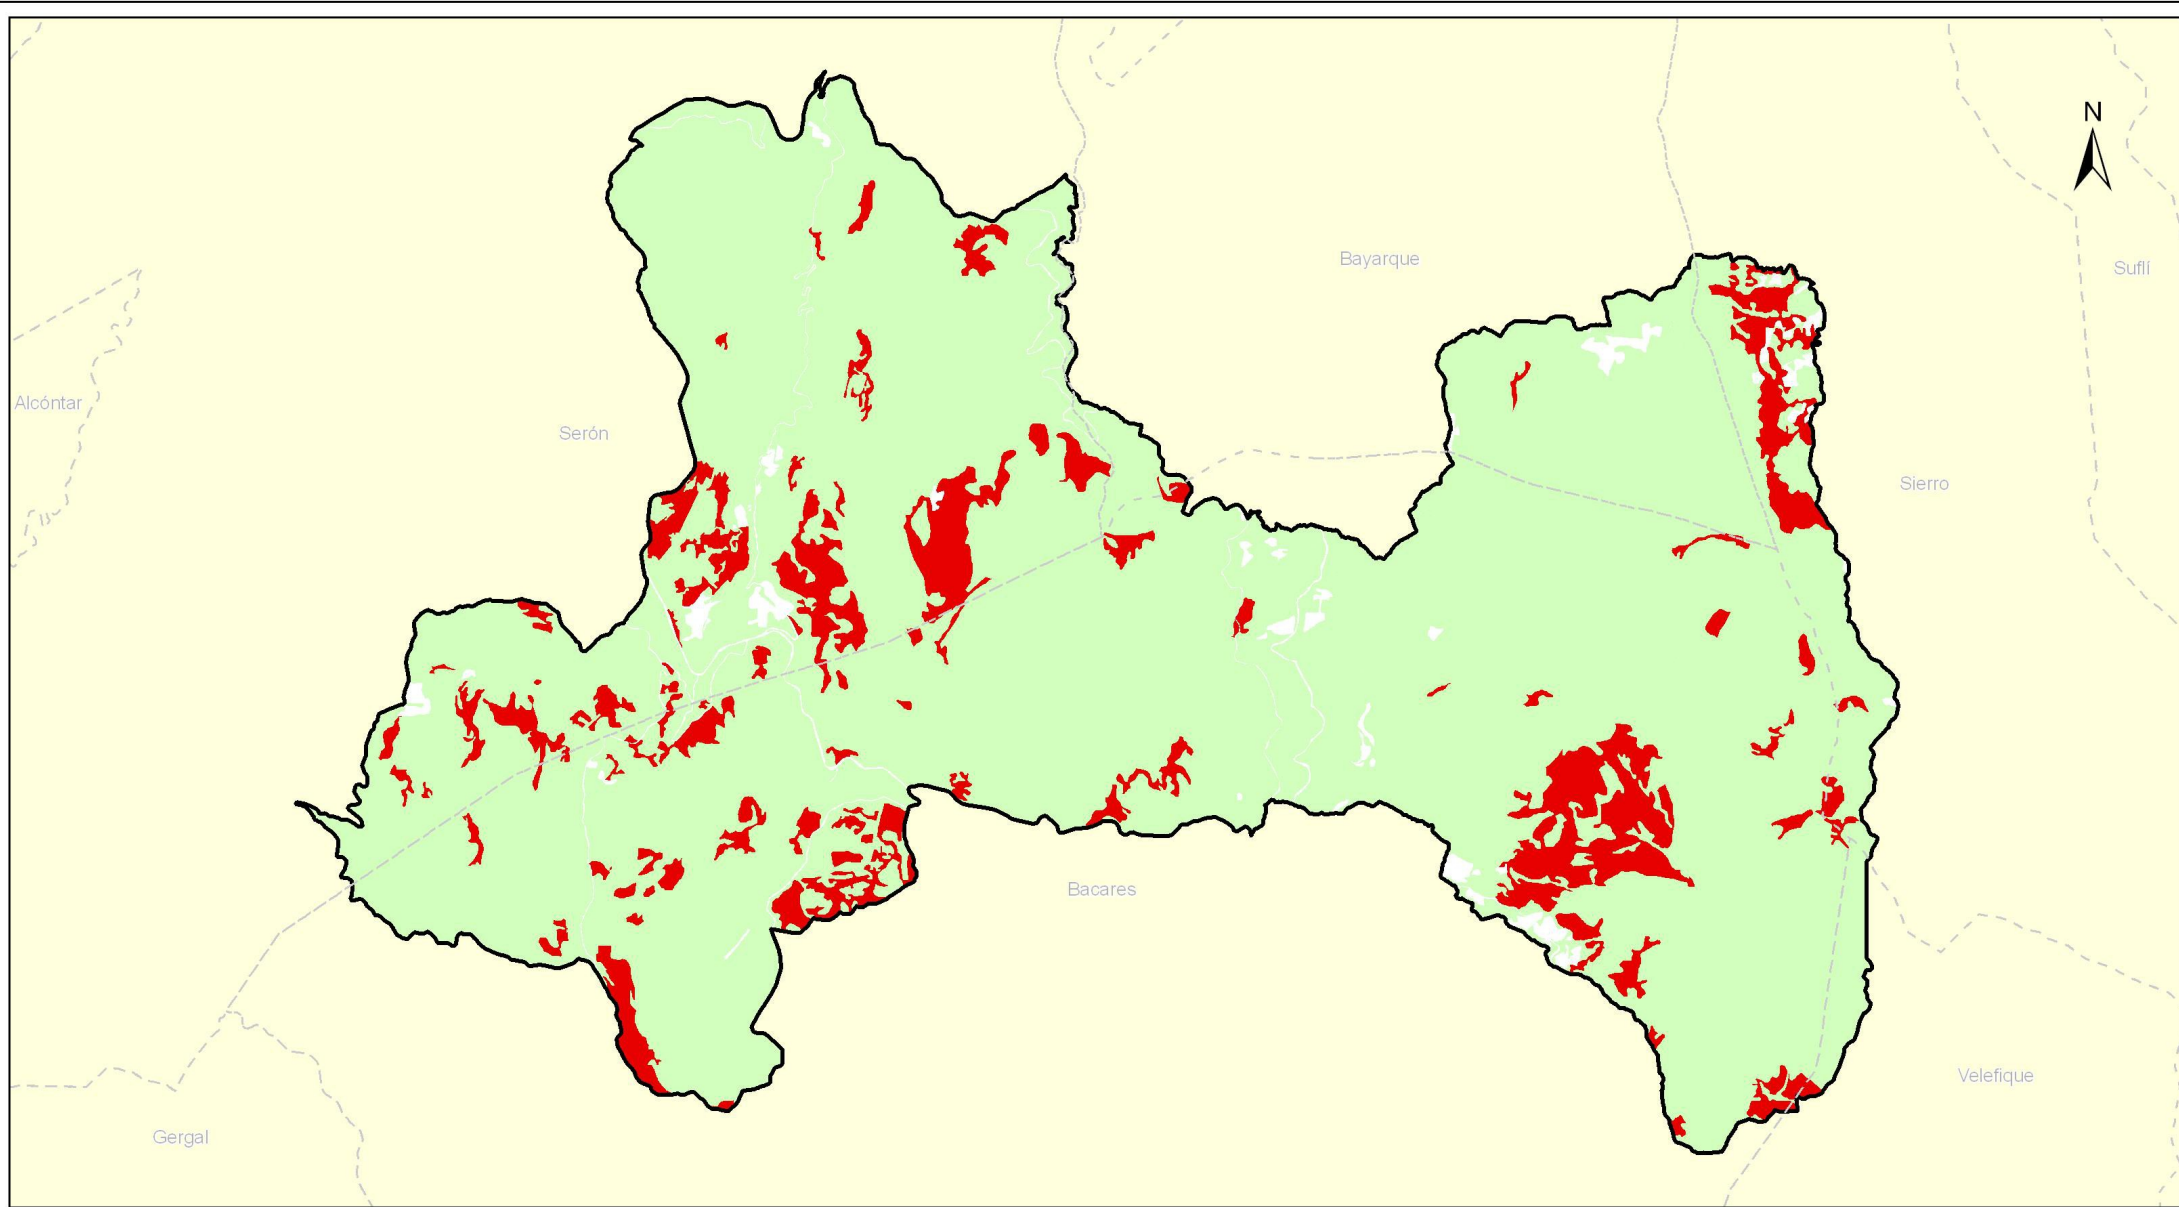 N
Bayarque
Suflí
Alcóntar
Serón
Sierro
Bacares
Velefique
Gergal